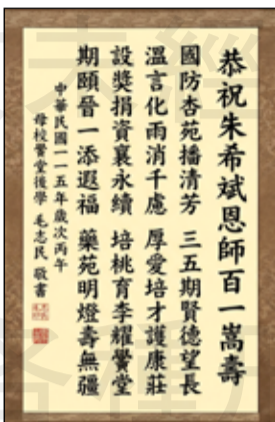 恭祝朱希斌恩師百一嵩壽
國防杏苑播清芳 三五期賢德望長
溫言化雨消千慮 厚愛培才護康莊
設獎捐資襄永續 培桃育李耀黌堂
期頤晉一添遐福 藥苑明燈壽無疆
中華民國一一五年歲次丙午
母校黌堂後學 毛志民 敬書